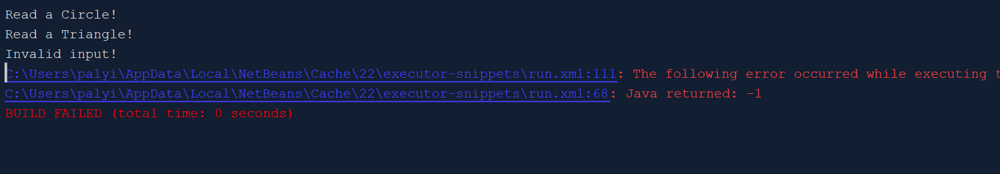 Read a Circle!
Read a Triangle!
Invalid input!
C:\Users\palyi\AppData\Local\NetBeans\Cache\22\executor-snippets\run.xml:111: The following error occurred while executing t
C:\Users\palyi\AppData\Local\NetBeans\Cache\22\executor-snippets\run.xml:68: Java returned: -1
BUILD FAILED (total time: 0 seconds)